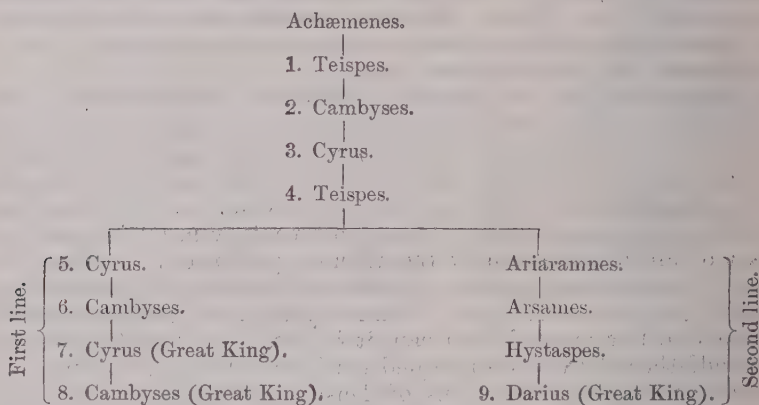 Achæmenes.
1. Teispes.
2. Cambyses.
3. Cyrus.
4. Teispes.
First line.
5. Cyrus. Ariaramnes.
6. Cambyses. Arsames.
7. Cyrus (Great King). Hystaspes.
8. Cambyses (Great King). 9. Darius (Great King).
Second line.